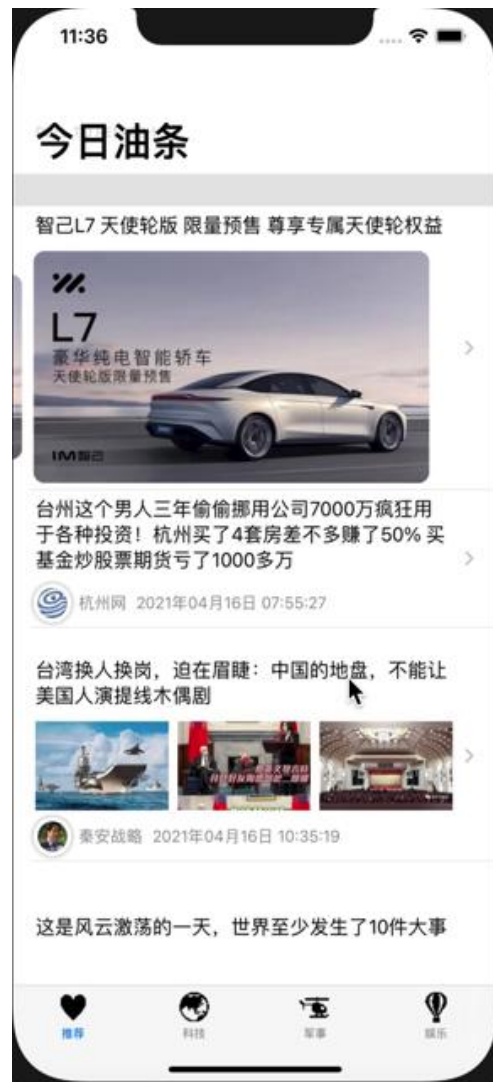 11:36
今日油条
智己L7 天使轮版 限量预售 尊享专属天使轮权益
L7
豪华纯电智能轿车
天使轮版限量预售
IM智己
台州这个男人三年偷偷挪用公司7000万疯狂用
于各种投资！杭州买了4套房差不多赚了50% 买
基金炒股票期货亏了1000多万
杭州网 2021年04月16日 07:55:27
台湾换人换岗，迫在眉睫：中国的地盘，不能让
美国人演提线木偶剧
秦安战略 2021年04月16日 10:35:19
这是风云激荡的一天，世界至少发生了10件大事
推荐
科技
军事
娱乐